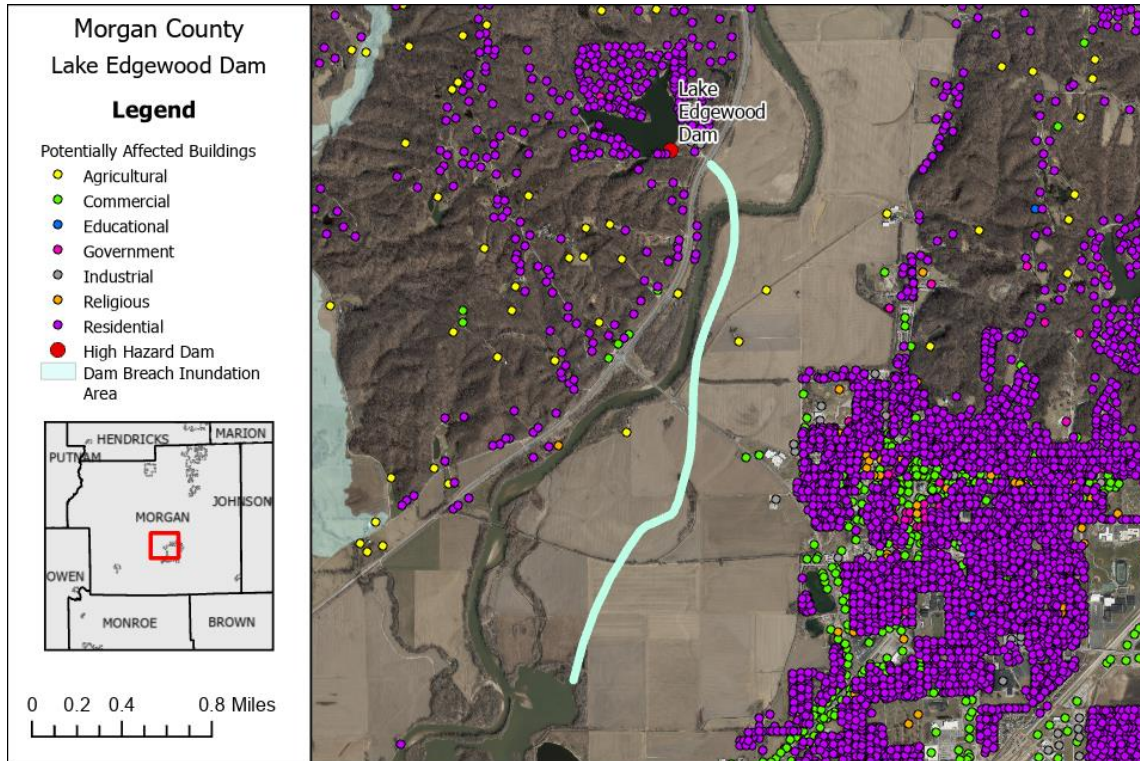 Morgan County
Lake Edgewood Dam
Legend
Potentially Affected Buildings
Agricultural
Commercial
Educational
Government
Industrial
Religious
Residential
High Hazard Dam
Dam Breach Inundation
Area
HENDRICKS
MARION
PUTNAM
JOHNSON
MORGAN
OWEN
MONROE
BROWN
0 0.4 0.8 Miles
Lake
Edgewood
Dam